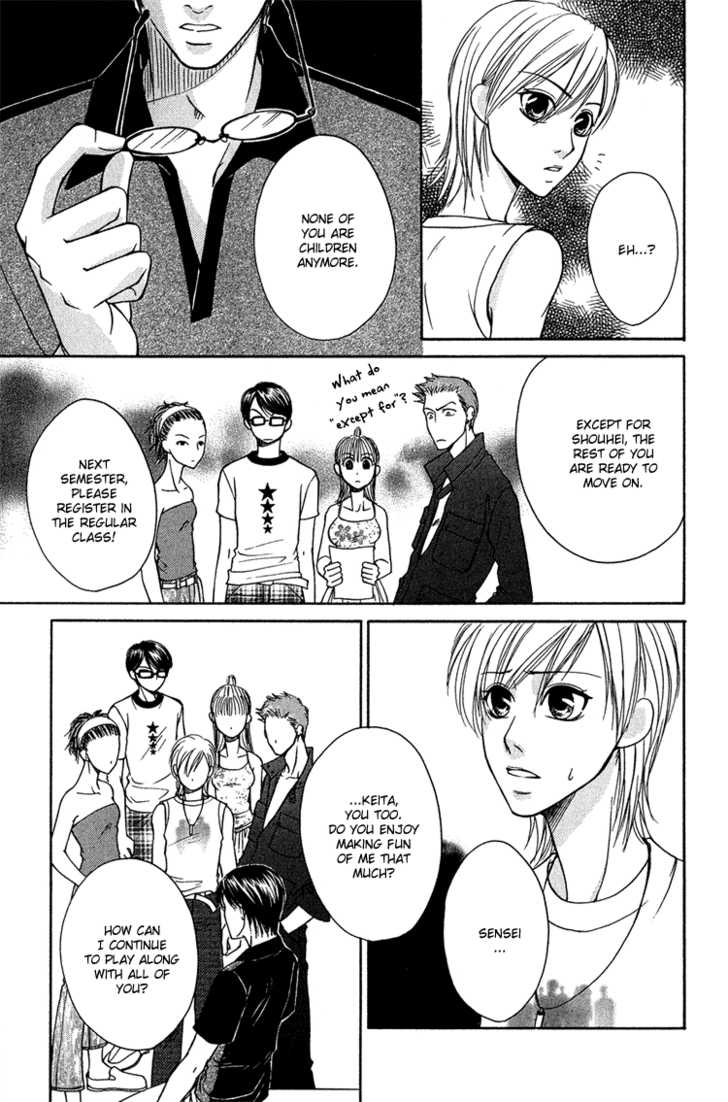 EH...?
NONE OF
YOU ARE
CHILDREN
ANYMORE.
EXCEPT FOR
SHOUHEI, THE
REST OF YOU
ARE READY TO
MOVE ON.
What do
you mean
"except for"?
NEXT
SEMESTER,
PLEASE
REGISTER IN
THE REGULAR
CLASS!
SENSEI
...
...KEITA,
YOU TOO.
DO YOU ENJOY
MAKING FUN
OF ME THAT
MUCH?
HOW CAN
I CONTINUE
TO PLAY ALONG
WITH ALL OF
YOU?